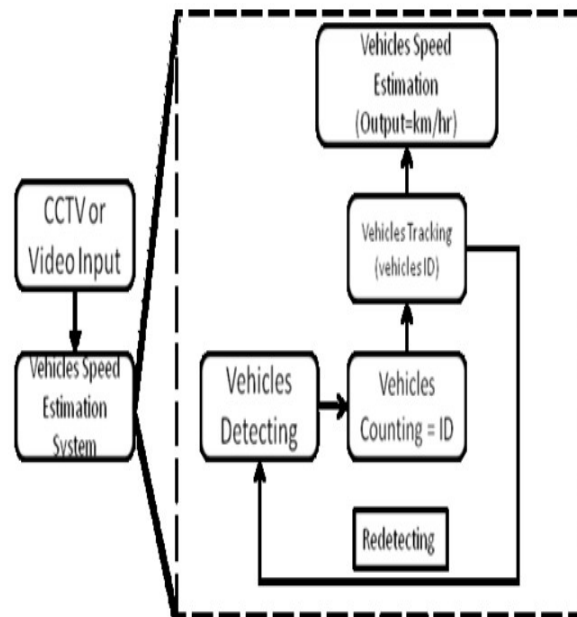 CCTV or
Video Input
Vehicles Speed
Estimation
System
Vehicles Speed
Estimation
(Output=km/hr)
Vehicles Tracking
(vehicles ID)
Vehicles
Detecting
Vehicles
Counting = ID
Redetecting